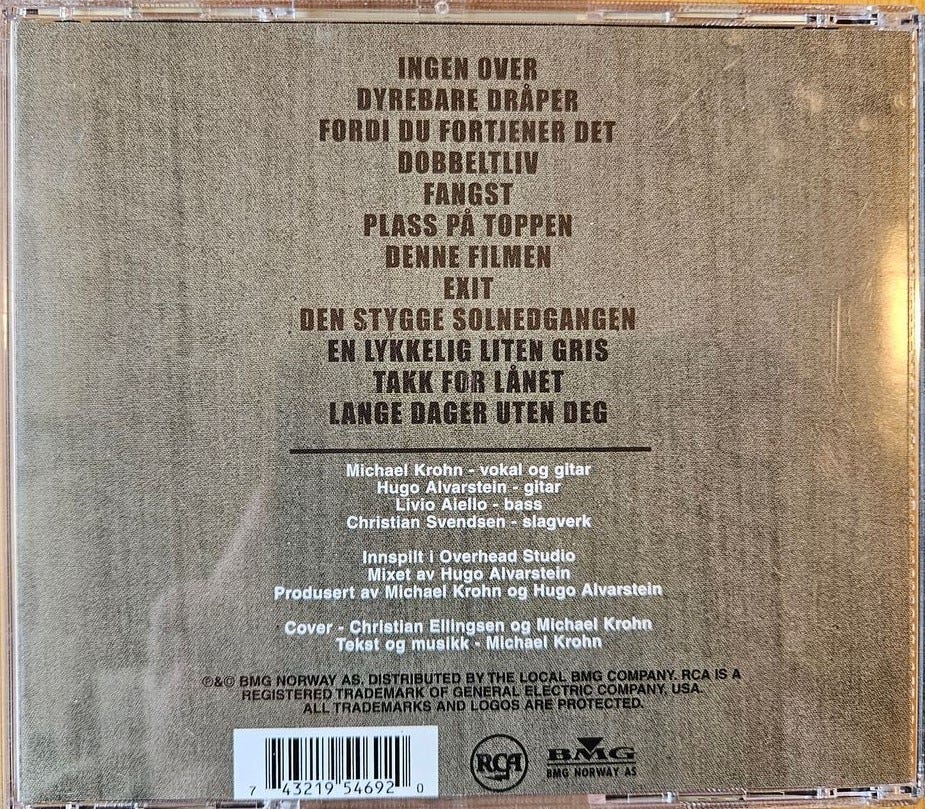 INGEN OVER
DYREBARE DRÅPER
FORDI DU FORTJENER DET
DOBBELTLIV
FANGST
PLASS PÅ TOPPEN
DENNE FILMEN
EXIT
DEN STYGGE SOLNEDGANGEN
EN LYKKELIG LITEN GRIS
TAKK FOR LÅNET
LANGE DAGER UTEN DEG
Michael Krohn - vokal og gitar
Hugo Alvarstein - gitar
Livio Aiello - bass
Christian Svendsen - slagverk
Innspilt i Overhead Studio
Mixet av Hugo Alvarstein
Produsert av Michael Krohn og Hugo Alvarstein
Cover - Christian Ellingsen og Michael Krohn
Tekst og musikk - Michael Krohn
℗&© BMG NORWAY AS, DISTRIBUTED BY THE LOCAL BMG COMPANY. RCA IS A
REGISTERED TRADEMARK OF GENERAL ELECTRIC COMPANY, USA.
ALL TRADEMARKS AND LOGOS ARE PROTECTED.
7 43219 54692 0
RCA
BMG
BMG NORWAY AS